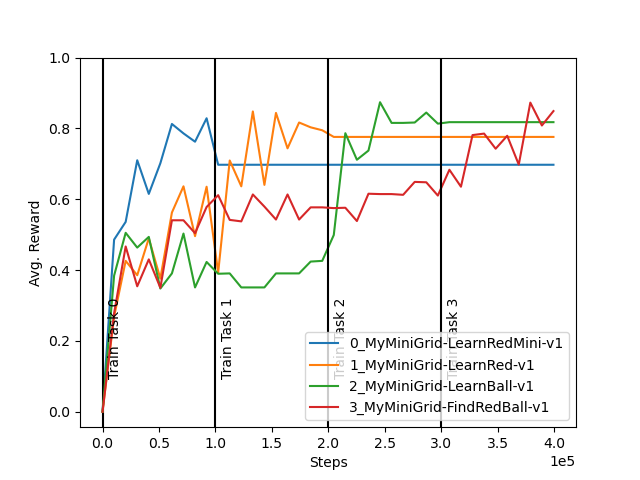 1.0
0.8
0.6
0.4
0.2
0.0
Avg. Reward
Train Task 0
Train Task 1
Train Task 2
Train Task 3
0_MyMiniGrid-LearnRedMini-v1
1_MyMiniGrid-LearnRed-v1
2_MyMiniGrid-LearnBall-v1
3_MyMiniGrid-FindRedBall-v1
0.0 0.5 1.0 1.5 2.0 2.5 3.0 3.5 4.0
1e5
Steps